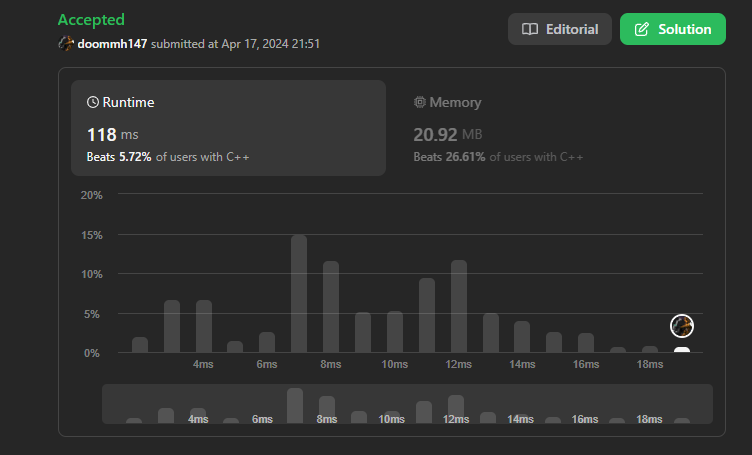 Accepted
doommh147 submitted at Apr 17, 2024 21:51
Editorial
Solution
Runtime
118 ms
Beats 5.72% of users with C++
Memory
20.92 MB
Beats 26.61% of users with C++
20%
15%
10%
5%
0%
4ms 6ms 8ms 10ms 12ms 14ms 16ms 18ms
4ms 6ms 8ms 10ms 12ms 14ms 16ms 18ms